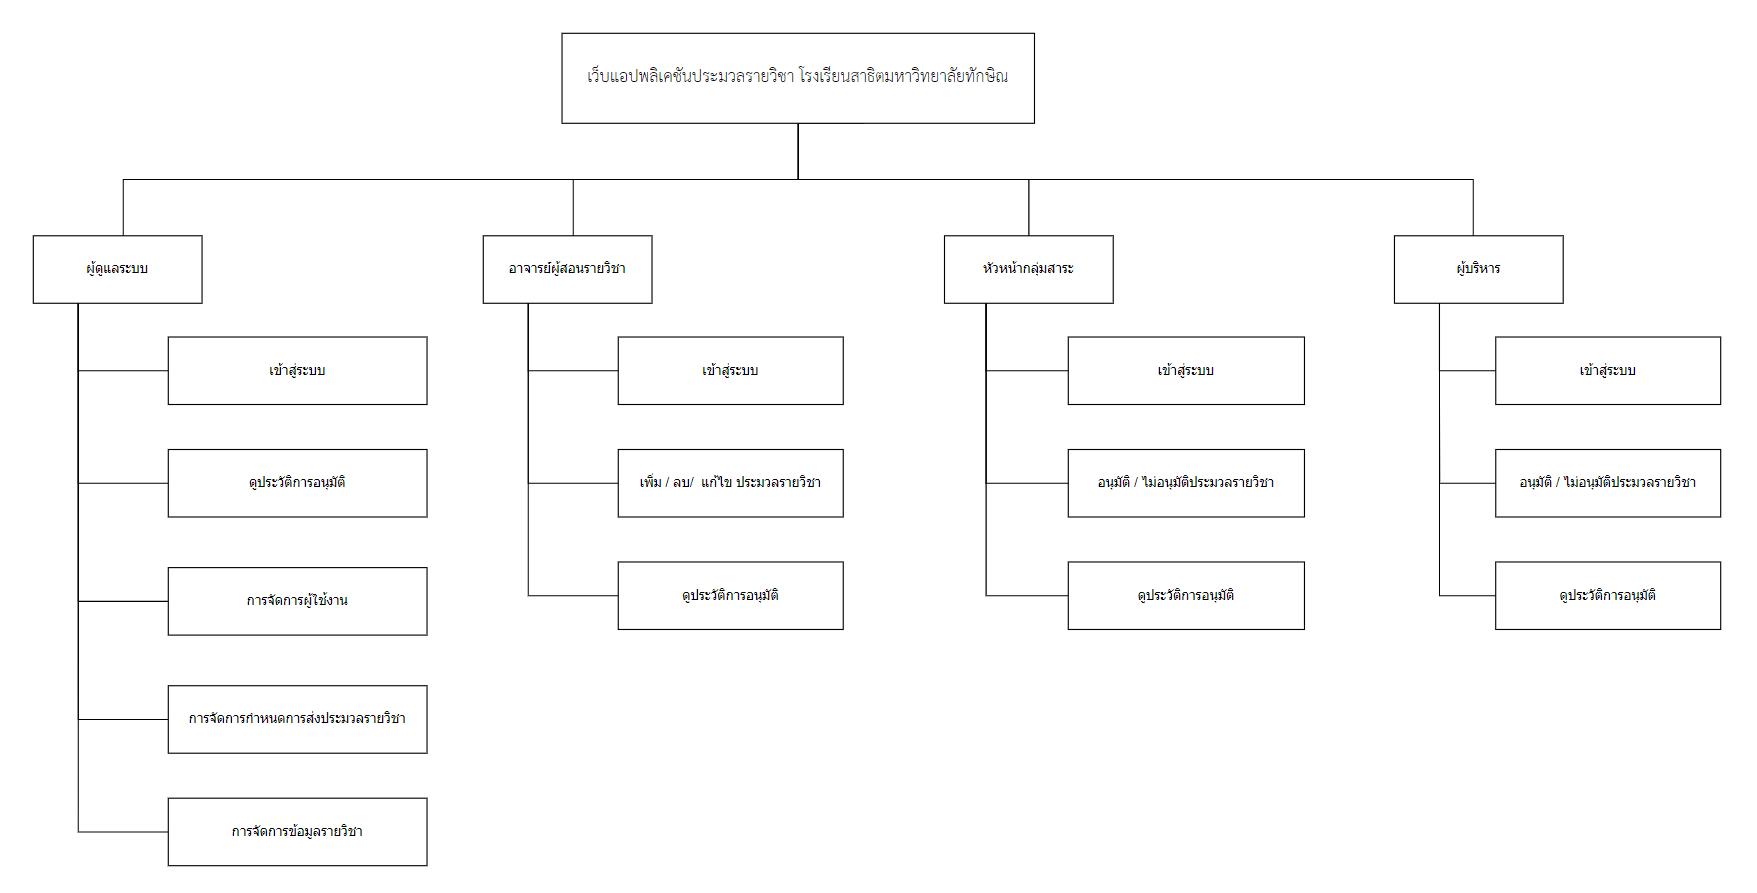 เว็บแอปพลิเคชันประมวลรายวิชา โรงเรียนสาธิตมหาวิทยาลัยทักษิณ
ผู้ดูแลระบบ
เข้าสู่ระบบ
ดูประวัติการอนุมัติ
การจัดการผู้ใช้งาน
การจัดการกำหนดการส่งประมวลรายวิชา
การจัดการข้อมูลรายวิชา
อาจารย์ผู้สอนรายวิชา
เข้าสู่ระบบ
เพิ่ม / ลบ/  แก้ไข ประมวลรายวิชา
ดูประวัติการอนุมัติ
หัวหน้ากลุ่มสาระ
เข้าสู่ระบบ
อนุมัติ / ไม่อนุมัติประมวลรายวิชา
ดูประวัติการอนุมัติ
ผู้บริหาร
เข้าสู่ระบบ
อนุมัติ / ไม่อนุมัติประมวลรายวิชา
ดูประวัติการอนุมัติ